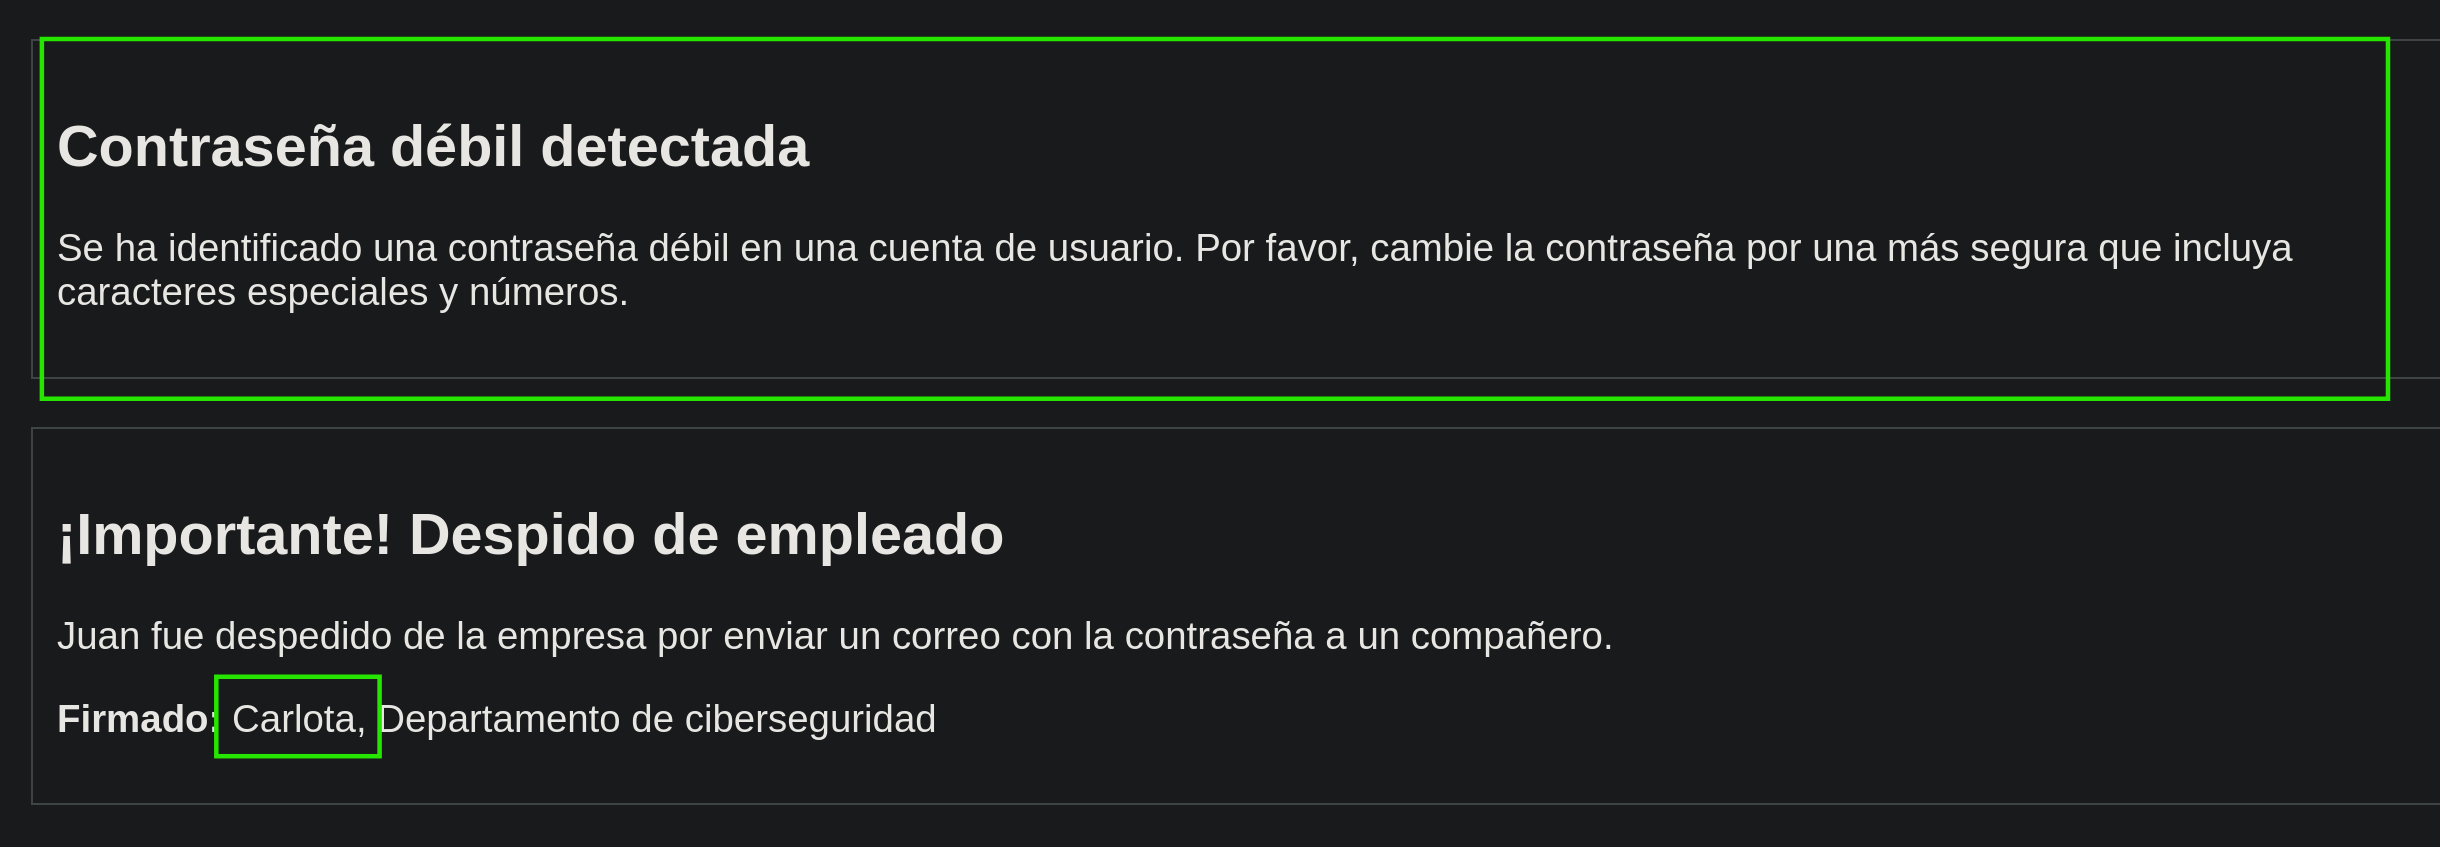 Contraseña débil detectada
Se ha identificado una contraseña débil en una cuenta de usuario. Por favor, cambie la contraseña por una más segura que incluya
caracteres especiales y números.
¡Importante! Despido de empleado
Juan fue despedido de la empresa por enviar un correo con la contraseña a un compañero.
Firmado: Carlota, Departamento de ciberseguridad